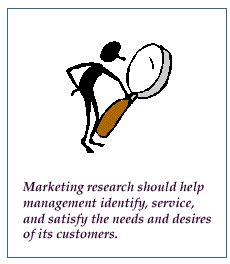 Marketing research should help
management identify, service,
and satisfy the needs and desires
of its customers.